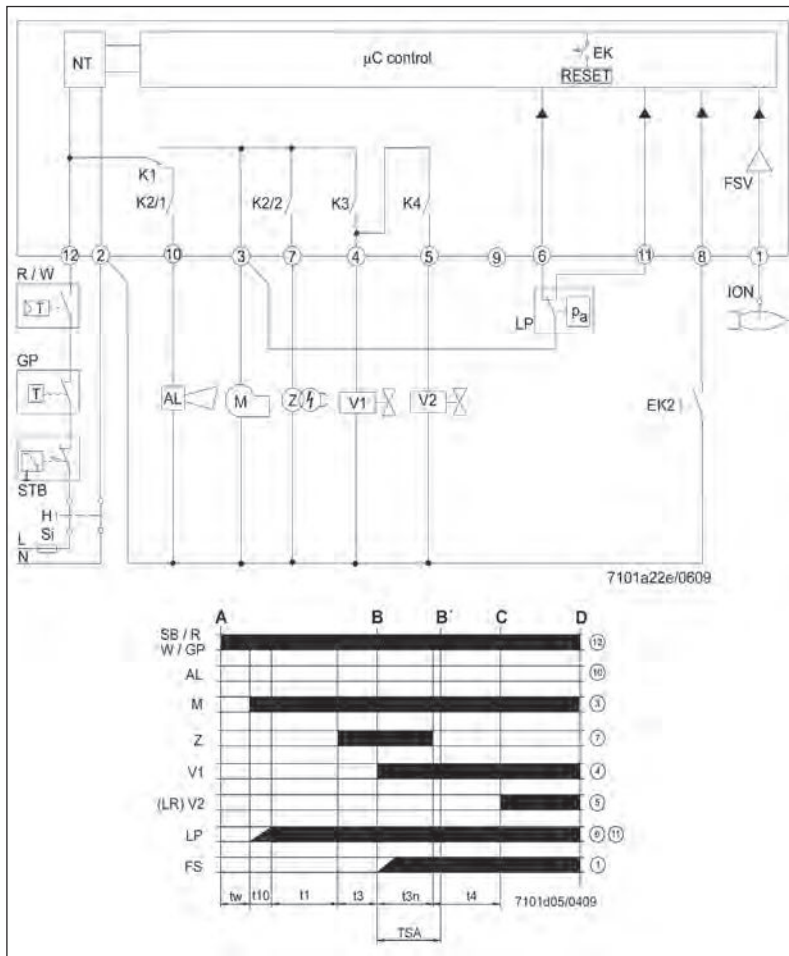 NT
µC control
EK
RESET
FSV
K1
K2/1
K2/2
K3
K4
12 2 10 3 7 4 5 9 6 11 8 1
R / W
T
GP
T
STB
H
Si
L
N
AL
M
Z
V1
V2
LP
pa
ION
EK2
7101a22e/0609
A B B´ C D
SB / R
W / GP
12
AL
10
M
3
Z
7
V1
4
(LR) V2
5
LP
6 11
FS
1
tw t10 t1 t3 t3n t4
7101d05/0409
TSA